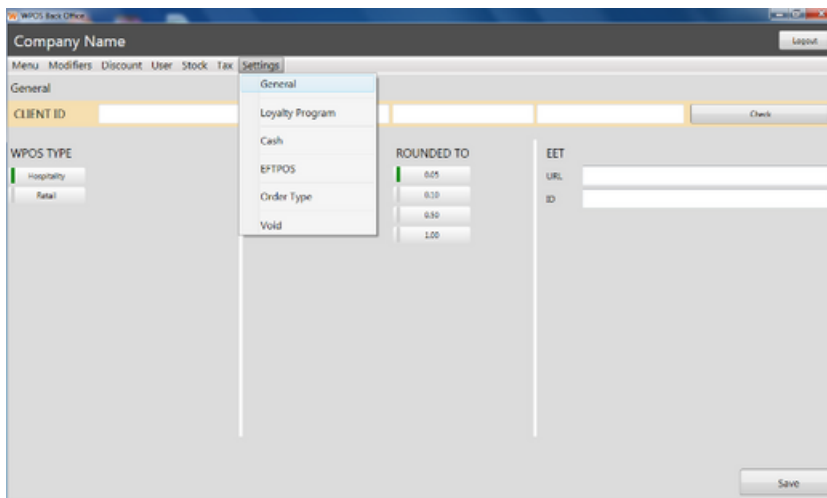 WPOS Back Office
Company Name
Logout
Menu Modifiers Discount User Stock Tax Settings
General
General
CLIENT ID
Check
Loyalty Program
Cash
EFTPOS
Order Type
Void
WPOS TYPE
Hospitality
Retail
ROUNDED TO
0.05
0.10
0.50
1.00
EET
URL
ID
Save